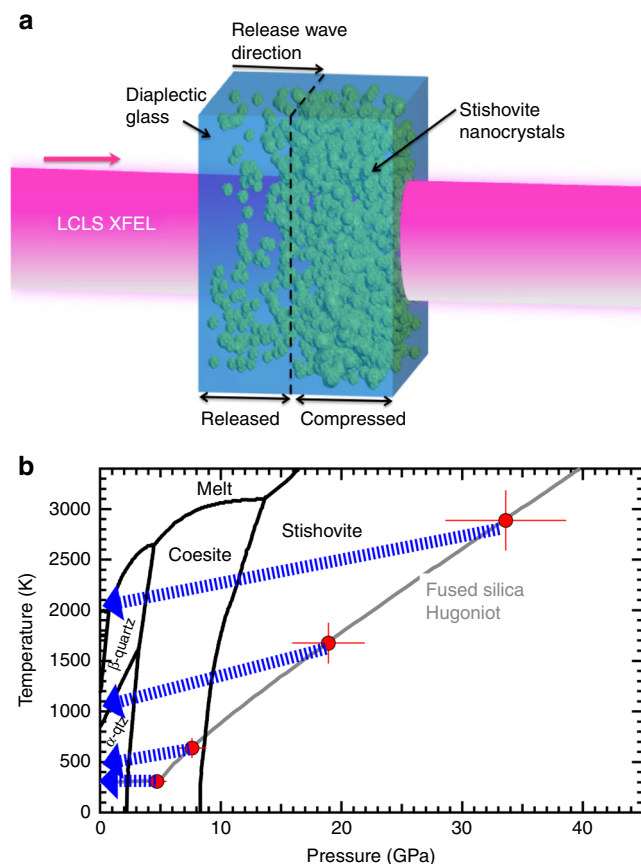 a
Release wave
direction
Diaplectic
glass
Stishovite
nanocrystals
LCLS XFEL
Released
Compressed
b
3000
2500
2000
1500
1000
500
0
Temperature (K)
Melt
Coesite
Stishovite
β-quartz
α-qtz
Fused silica
Hugoniot
0
10
20
30
40
Pressure (GPa)